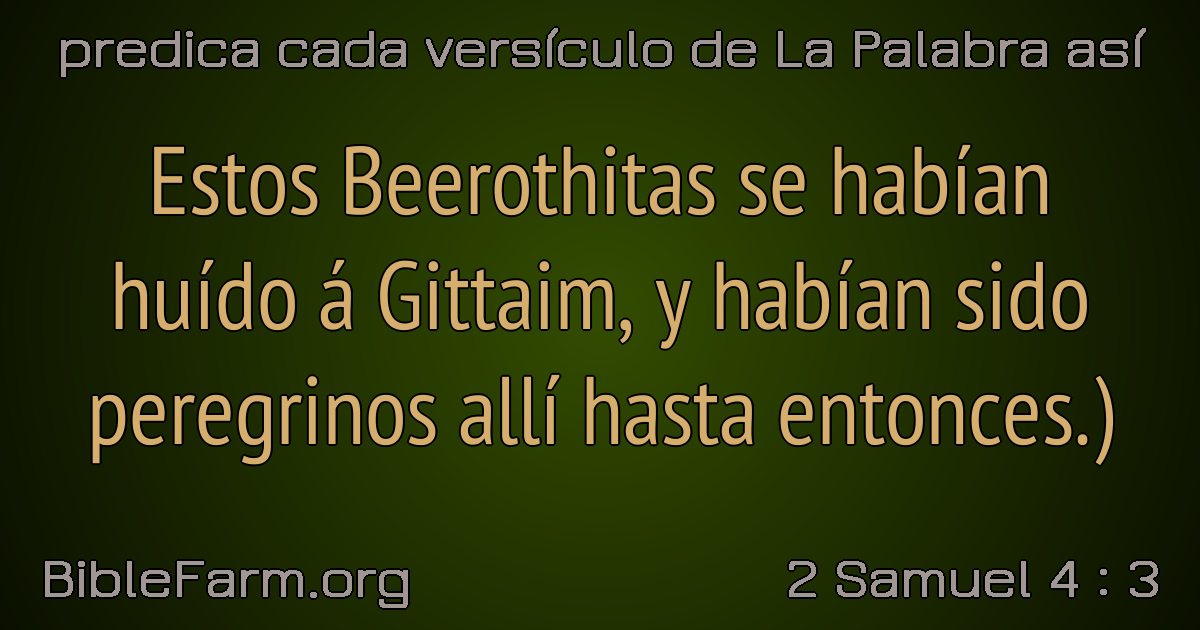 predica cada versículo de La Palabra así
Estos Beerothitas se habían
huído á Gittaim, y habían sido
peregrinos allí hasta entonces.)
BibleFarm.org
2 Samuel 4 : 3